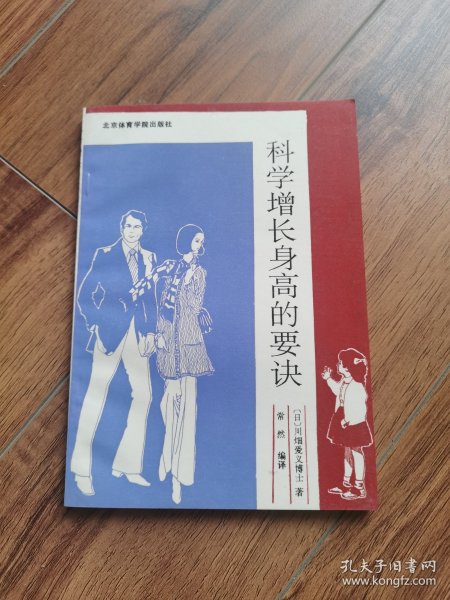 北京体育学院出版社
科学增长身高的要诀
〔日〕川畑爱义博士 著
常然 编译
孔夫子旧书网
www.kongfz.com